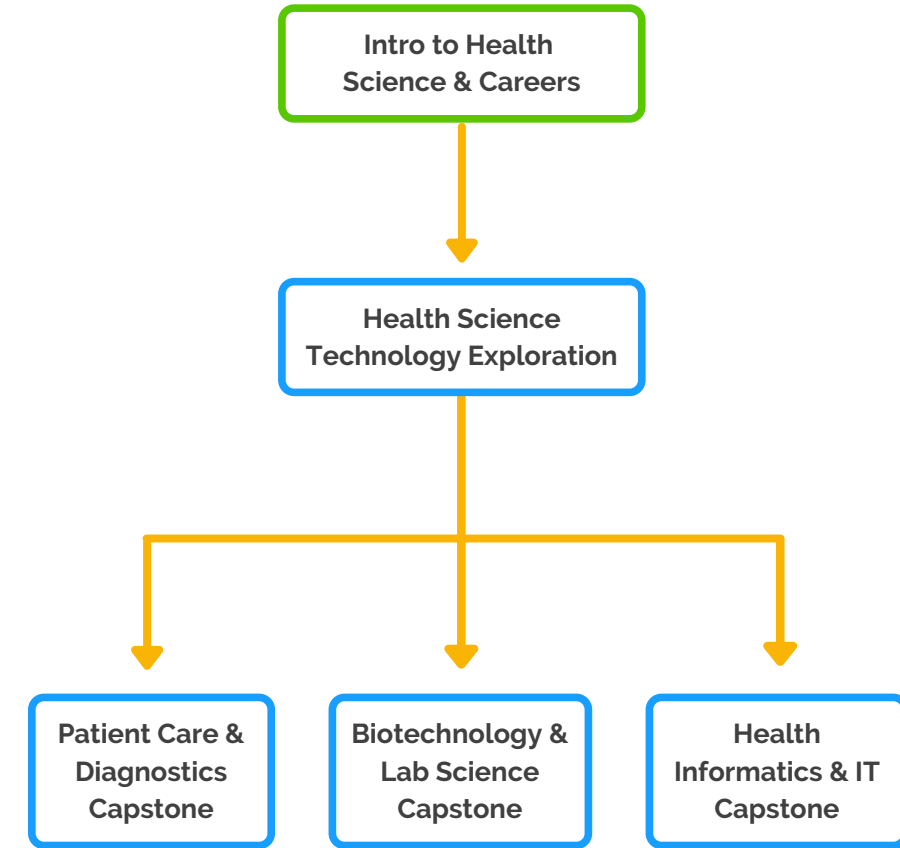 Intro to Health
Science & Careers
Health Science
Technology Exploration
Patient Care &
Diagnostics
Capstone
Biotechnology &
Lab Science
Capstone
Health
Informatics & IT
Capstone